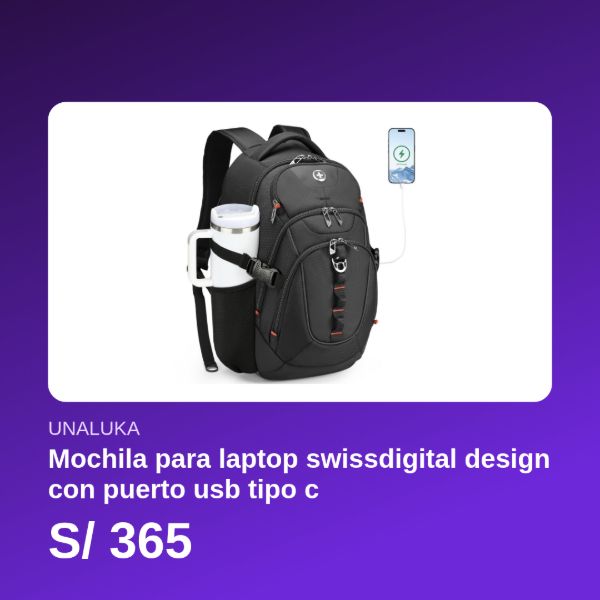 UNALUKA
Mochila para laptop swissdigital design
con puerto usb tipo c
S/ 365